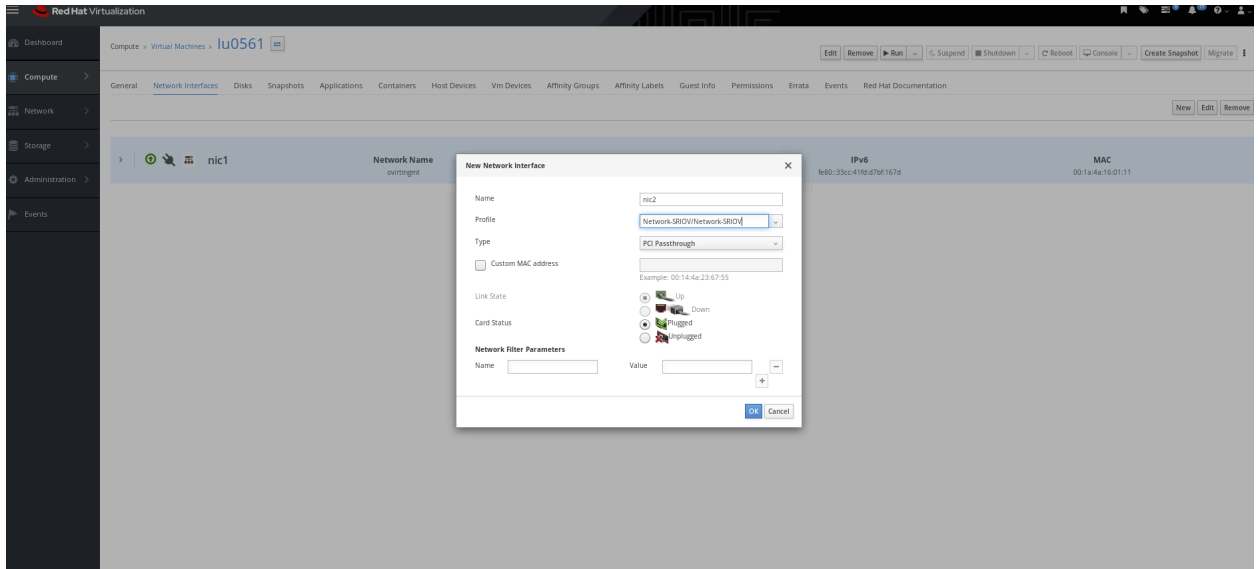 Red Hat Virtualization
Dashboard
Compute
Network
Storage
Administration
Events
Compute > Virtual Machines > lu0561
Edit Remove Run Suspend Shutdown Reboot Console Create Snapshot Migrate
General Network Interfaces Disks Snapshots Applications Containers Host Devices Vm Devices Affinity Groups Affinity Labels Guest Info Permissions Errata Events Red Hat Documentation
New Edit Remove
nic1
Network Name
ovirtmgmt
IPv6
fe80::33cc:41fd:d7bf:167d
MAC
00:1a:4a:16:01:11
New Network Interface
Name nic2
Profile Network-SRIOV/Network-SRIOV
Type PCI Passthrough
Custom MAC address
Example: 00:14:4a:23:67:55
Link State Up
Down
Card Status Plugged
Unplugged
Network Filter Parameters
Name Value
OK Cancel